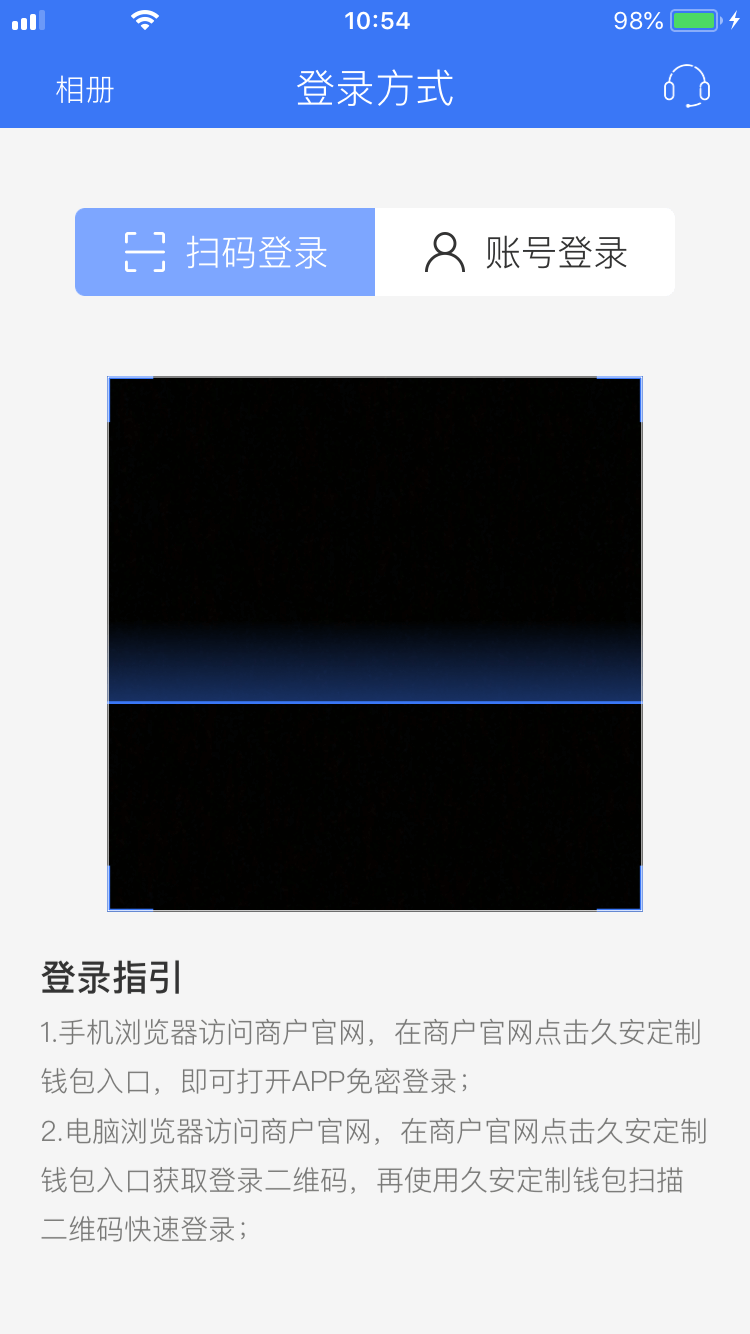 10:54
98%
相册
登录方式
扫码登录
账号登录
登录指引
1.手机浏览器访问商户官网，在商户官网点击久安定制
钱包入口，即可打开APP免密登录；
2.电脑浏览器访问商户官网，在商户官网点击久安定制
钱包入口获取登录二维码，再使用久安定制钱包扫描
二维码快速登录；